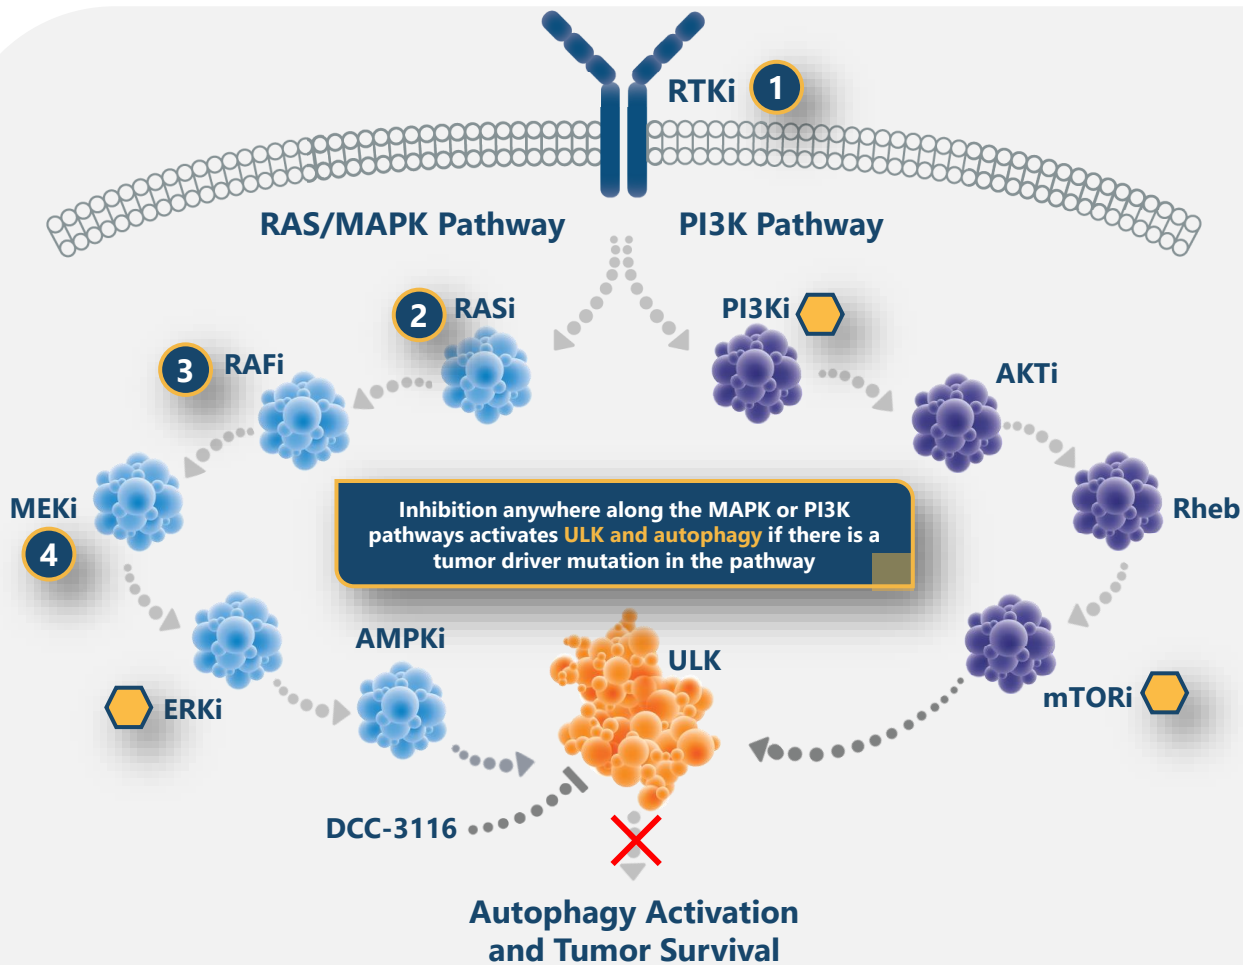 RTKi
1
RAS/MAPK Pathway
PI3K Pathway
2
RASi
PI3Ki
3
RAFi
AKTi
MEKi
4
Rheb
Inhibition anywhere along the MAPK or PI3K
pathways activates ULK and autophagy if there is a
tumor driver mutation in the pathway
AMPKi
ULK
ERKi
mTORi
DCC-3116
Autophagy Activation
and Tumor Survival